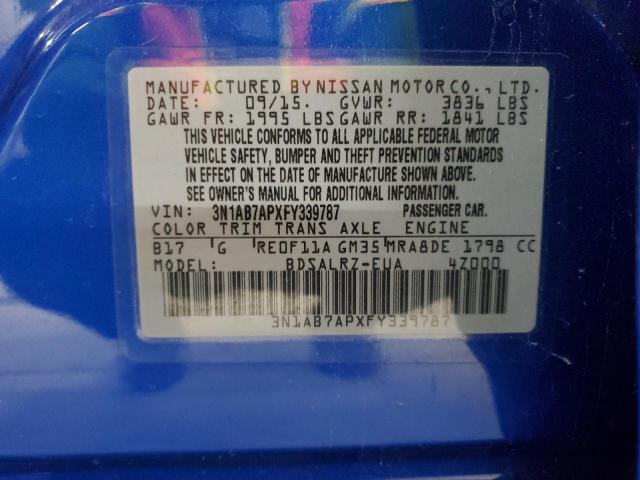 MANUFACTURED BY NISSAN MOTOR CO., LTD.
DATE: 09/15. GVWR: 3836 LBS
GAWR FR: 1995 LBS GAWR RR: 1841 LBS
THIS VEHICLE CONFORMS TO ALL APPLICABLE FEDERAL MOTOR
VEHICLE SAFETY, BUMPER AND THEFT PREVENTION STANDARDS
IN EFFECT ON THE DATE OF MANUFACTURE SHOWN ABOVE.
SEE OWNER'S MANUAL FOR ADDITIONAL INFORMATION.
VIN: 3N1AB7APXFY339787 PASSENGER CAR.
COLOR TRIM TRANS AXLE ENGINE
B17 G RE0F11A GM35 MRA8DE 1798 CC
MODEL: BDSALRZ-EUA 4Z000
3N1AB7APXFY339787